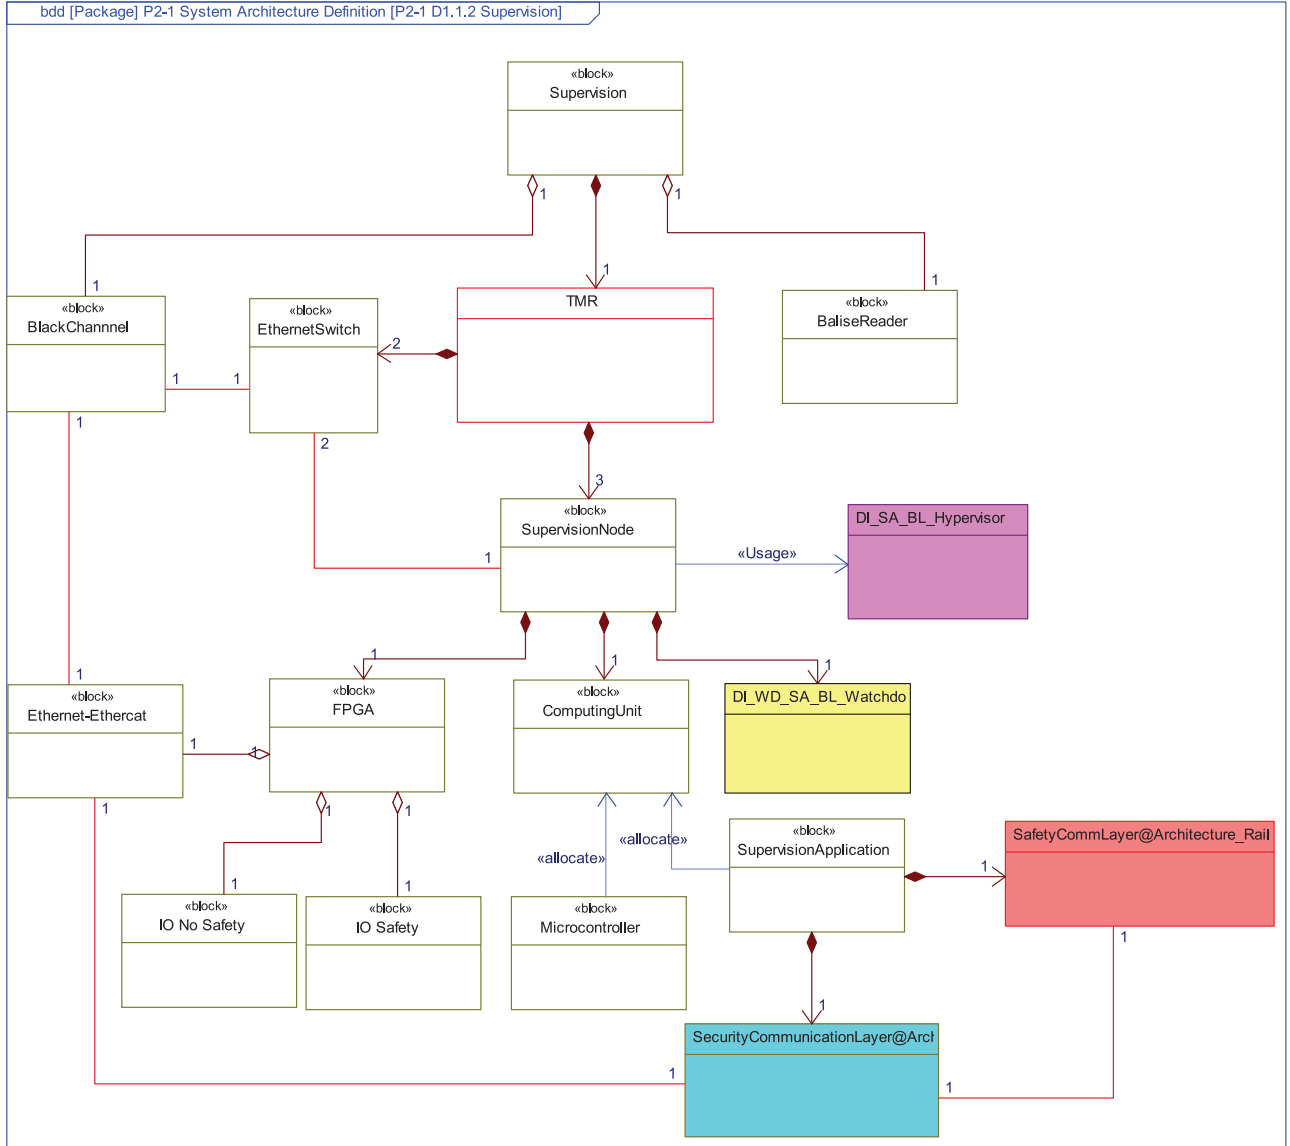 bdd [Package] P2-1 System Architecture Definition [P2-1 D1.1.2 Supervision]
«block»
Supervision
1
1
1
1
1
«block»
BlackChannnel
«block»
EthernetSwitch
TMR
«block»
BaliseReader
2
1
1
1
2
3
«block»
SupervisionNode
DI_SA_BL_Hypervisor
«Usage»
1
1
1
1
1
«block»
Ethernet-Ethercat
«block»
FPGA
«block»
ComputingUnit
DI_WD_SA_BL_Watchdo
1
1
1
1
1
«block»
SupervisionApplication
SafetyCommLayer@Architecture_Rail
«allocate»
«allocate»
1
1
1
«block»
IO No Safety
«block»
IO Safety
«block»
Microcontroller
1
1
SecurityCommunicationLayer@Arch
1
1